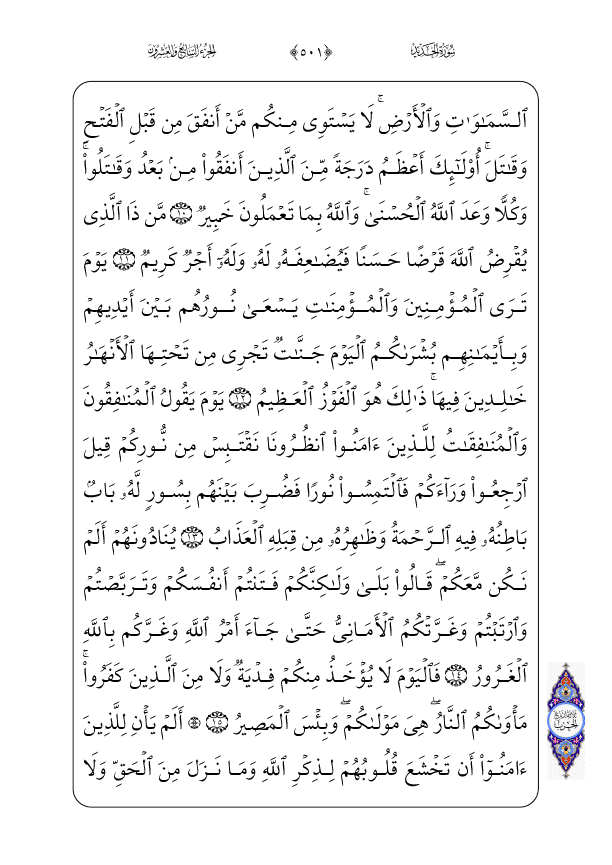 سُورَةُ الحَدِيد ﴿٥٠١﴾ الجُزءُ السَّابِعُ وَالعِشرُونَ
ٱلسَّمَٰوَٰتِ وَٱلْأَرْضِۚ لَا يَسْتَوِى مِنكُم مَّنْ أَنفَقَ مِن قَبْلِ ٱلْفَتْحِ
وَقَٰتَلَۚ أُو۟لَٰٓئِكَ أَعْظَمُ دَرَجَةً مِّنَ ٱلَّذِينَ أَنفَقُوا۟ مِنۢ بَعْدُ وَقَٰتَلُوا۟ۚ
وَكُلًّا وَعَدَ ٱللَّهُ ٱلْحُسْنَىٰۚ وَٱللَّهُ بِمَا تَعْمَلُونَ خَبِيرٌ ۝١٠ مَّن ذَا ٱلَّذِى
يُقْرِضُ ٱللَّهَ قَرْضًا حَسَنًا فَيُضَٰعِفَهُۥ لَهُۥ وَلَهُۥٓ أَجْرٌ كَرِيمٌ ۝١١ يَوْمَ
تَرَى ٱلْمُؤْمِنِينَ وَٱلْمُؤْمِنَٰتِ يَسْعَىٰ نُورُهُم بَيْنَ أَيْدِيهِمْ
وَبِأَيْمَٰنِهِم بُشْرَىٰكُمُ ٱلْيَوْمَ جَنَّٰتٌ تَجْرِى مِن تَحْتِهَا ٱلْأَنْهَٰرُ
خَٰلِدِينَ فِيهَاۚ ذَٰلِكَ هُوَ ٱلْفَوْزُ ٱلْعَظِيمُ ۝١٢ يَوْمَ يَقُولُ ٱلْمُنَٰفِقُونَ
وَٱلْمُنَٰفِقَٰتُ لِلَّذِينَ ءَامَنُوا۟ ٱنظُرُونَا نَقْتَبِسْ مِن نُّورِكُمْ قِيلَ
ٱرْجِعُوا۟ وَرَآءَكُمْ فَٱلْتَمِسُوا۟ نُورًا فَضُرِبَ بَيْنَهُم بِسُورٍ لَّهُۥ بَابٌۢ
بَاطِنُهُۥ فِيهِ ٱلرَّحْمَةُ وَظَٰهِرُهُۥ مِن قِبَلِهِ ٱلْعَذَابُ ۝١٣ يُنَادُونَهُمْ أَلَمْ
نَكُن مَّعَكُمْۖ قَالُوا۟ بَلَىٰ وَلَٰكِنَّكُمْ فَتَنتُمْ أَنفُسَكُمْ وَتَرَبَّصْتُمْ
وَٱرْتَبْتُمْ وَغَرَّتْكُمُ ٱلْأَمَانِىُّ حَتَّىٰ جَآءَ أَمْرُ ٱللَّهِ وَغَرَّكُم بِٱللَّهِ
ٱلْغَرُورُ ۝١٤ فَٱلْيَوْمَ لَا يُؤْخَذُ مِنكُمْ فِدْيَةٌ وَلَا مِنَ ٱلَّذِينَ كَفَرُوا۟ۚ
مَأْوَىٰكُمُ ٱلنَّارُۖ هِىَ مَوْلَىٰكُمْۖ وَبِئْسَ ٱلْمَصِيرُ ۝١٥ ۞ أَلَمْ يَأْنِ لِلَّذِينَ
ءَامَنُوٓا۟ أَن تَخْشَعَ قُلُوبُهُمْ لِذِكْرِ ٱللَّهِ وَمَا نَزَلَ مِنَ ٱلْحَقِّ وَلَا